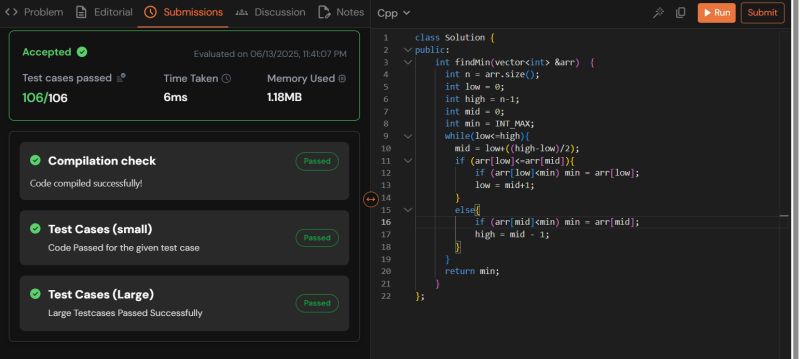 Problem Editorial Submissions Discussion Notes
Accepted
Evaluated on 06/13/2025, 11:41:07 PM
Test cases passed Time Taken Memory Used
106/106 6ms 1.18MB
Compilation check Passed
Code compiled successfully!
Test Cases (small) Passed
Code Passed for the given test case
Test Cases (Large) Passed
Large Testcases Passed Successfully
Cpp Run Submit
1 class Solution {
2 public:
3 int findMin(vector<int> &arr)  {
4 int n = arr.size();
5 int low = 0;
6 int high = n-1;
7 int mid = 0;
8 int min = INT_MAX;
9 while(low<=high){
10 mid = low+((high-low)/2);
11 if (arr[low]<=arr[mid]){
12 if (arr[low]<min) min = arr[low];
13 low = mid+1;
14 }
15 else{
16 if (arr[mid]<min) min = arr[mid];
17 high = mid - 1;
18 }
19 }
20 return min;
21 }
22 };